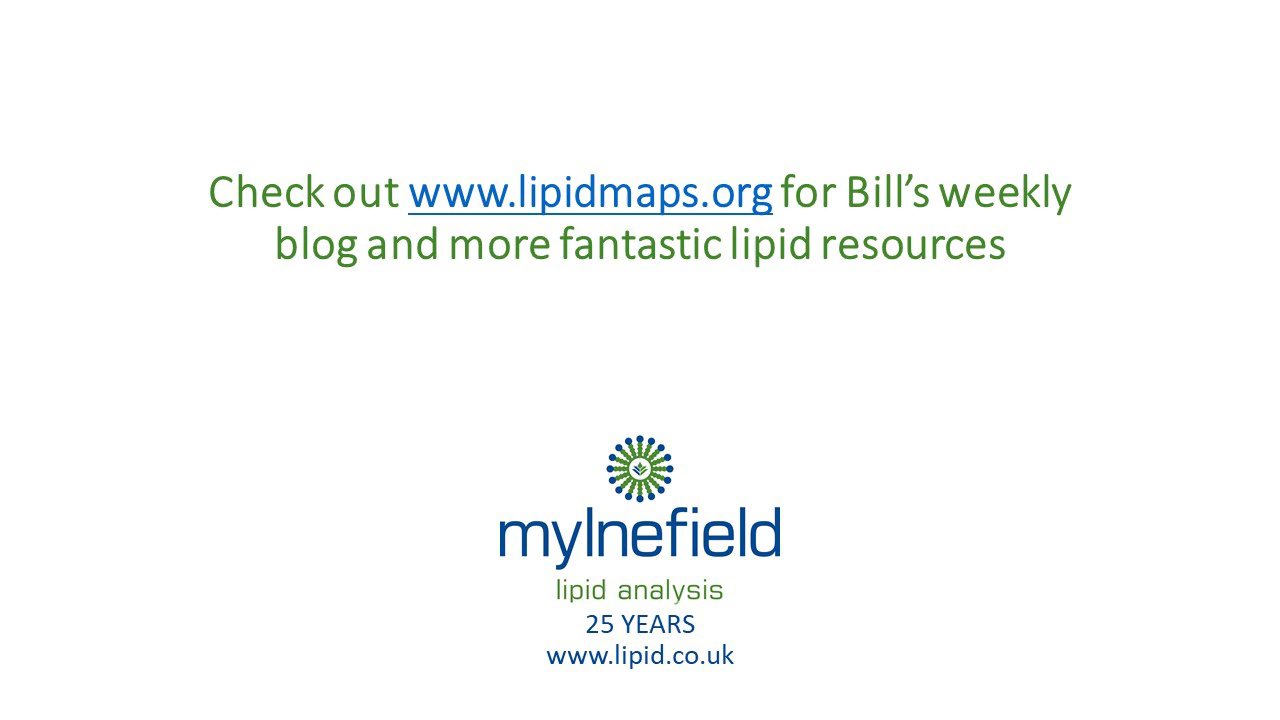 Check out www.lipidmaps.org for Bill’s weekly
blog and more fantastic lipid resources
mylnefield
lipid analysis
25 YEARS
www.lipid.co.uk